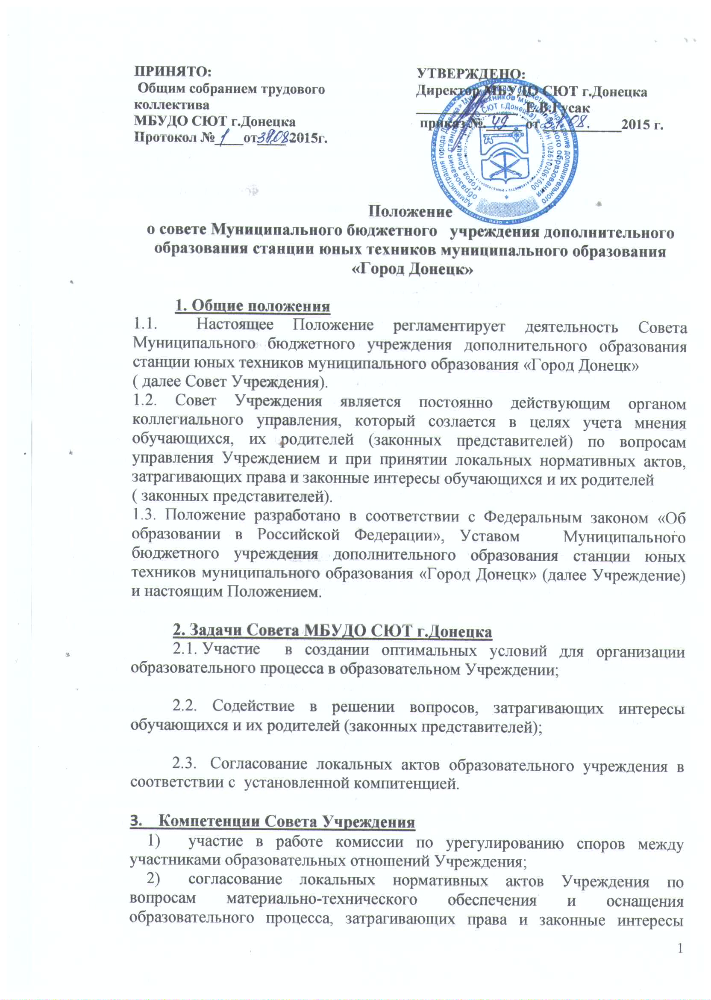 ПРИНЯТО:
Общим собранием трудового
коллектива
МБУДО СЮТ г.Донецка
Протокол № 1 от 31.08 2015г.
УТВЕРЖДЕНО:
Директор МБУДО СЮТ г.Донецка
Е.В.Гусак
приказ №. 49 от 31.08. 2015 г.
Положение
о совете Муниципального бюджетного учреждения дополнительного
образования станции юных техников муниципального образования
«Город Донецк»
1. Общие положения
1.1. Настоящее Положение регламентирует деятельность Совета
Муниципального бюджетного учреждения дополнительного образования
станции юных техников муниципального образования «Город Донецк»
( далее Совет Учреждения).
1.2. Совет Учреждения является постоянно действующим органом
коллегиального управления, который созлается в целях учета мнения
обучающихся, их родителей (законных представителей) по вопросам
управления Учреждением и при принятии локальных нормативных актов,
затрагивающих права и законные интересы обучающихся и их родителей
( законных представителей).
1.3. Положение разработано в соответствии с Федеральным законом «Об
образовании в Российской Федерации», Уставом Муниципального
бюджетного учреждения дополнительного образования станции юных
техников муниципального образования «Город Донецк» (далее Учреждение)
и настоящим Положением.
2. Задачи Совета МБУДО СЮТ г.Донецка
2.1. Участие в создании оптимальных условий для организации
образовательного процесса в образовательном Учреждении;
2.2. Содействие в решении вопросов, затрагивающих интересы
обучающихся и их родителей (законных представителей);
2.3. Согласование локальных актов образовательного учреждения в
соответствии с установленной компитенцией.
3. Компетенции Совета Учреждения
1) участие в работе комиссии по урегулированию споров между
участниками образовательных отношений Учреждения;
2) согласование локальных нормативных актов Учреждения по
вопросам материально-технического обеспечения и оснащения
образовательного процесса, затрагивающих права и законные интересы
1